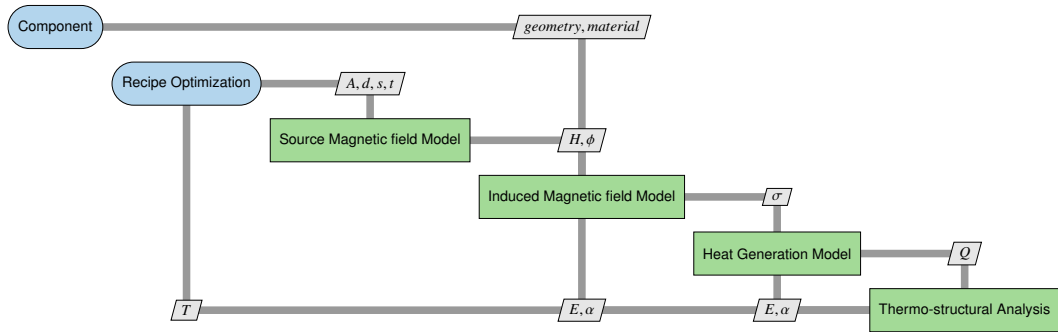 Component
geometry, material
Recipe Optimization
A, d, s, t
Source Magnetic field Model
H, ϕ
Induced Magnetic field Model
σ
Heat Generation Model
Q
T
E, α
E, α
Thermo-structural Analysis